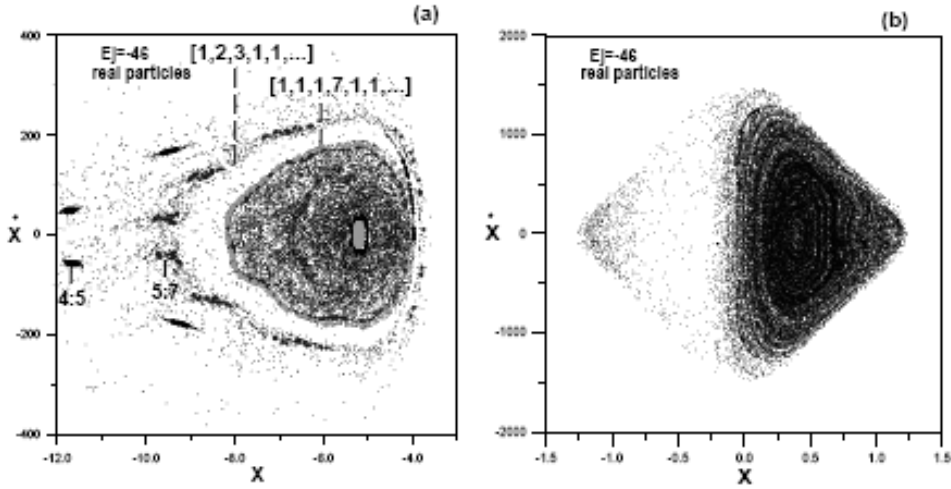 (a)
400
Ej=-46
real particles
[1,2,3,1,1,...]
[1,1,1,7,1,1,...]
200
Ẋ 0
4:5
5:7
-200
-400
-12.0 -10.0 -8.0 -6.0 -4.0
X
(b)
2000
Ej=-46
real particles
1000
Ẋ 0
-1000
-2000
-1.5 -1.0 -0.5 0.0 0.5 1.0 1.5
X